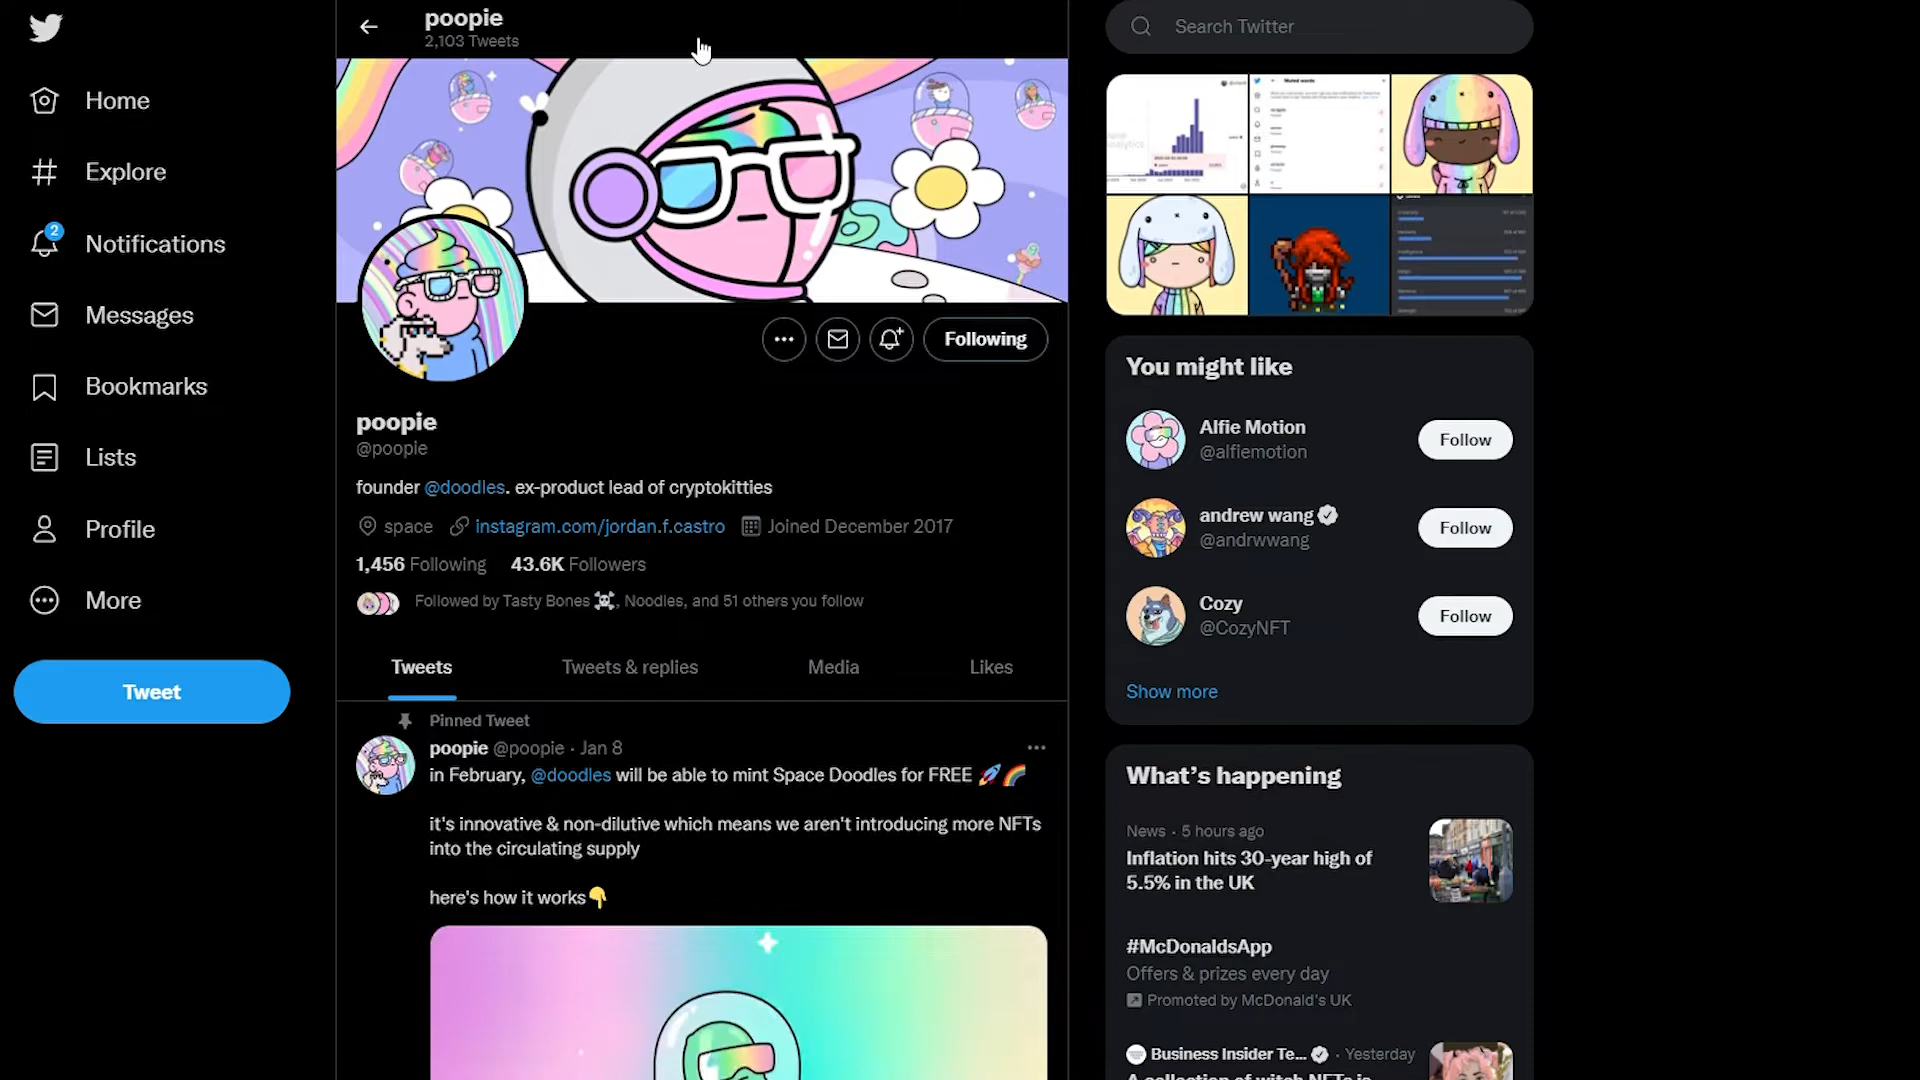 Home
Explore
2
Notifications
Messages
Bookmarks
Lists
Profile
More
Tweet
poopie
2,103 Tweets
Following
poopie
@poopie
founder @doodles. ex-product lead of cryptokitties
space instagram.com/jordan.f.castro Joined December 2017
1,456 Following 43.6K Followers
Followed by Tasty Bones ☠️, Noodles, and 51 others you follow
Tweets Tweets & replies Media Likes
Pinned Tweet
poopie @poopie · Jan 8
in February, @doodles will be able to mint Space Doodles for FREE 🚀🌈
it's innovative & non-dilutive which means we aren't introducing more NFTs
into the circulating supply
here's how it works👇
Search Twitter
Muted words
You might like
Alfie Motion
@alfiemotion
Follow
andrew wang
@andrwwang
Follow
Cozy
@CozyNFT
Follow
Show more
What's happening
News · 5 hours ago
Inflation hits 30-year high of
5.5% in the UK
#McDonaldsApp
Offers & prizes every day
Promoted by McDonald's UK
Business Insider Te... · Yesterday
A collection of witch NFTs is